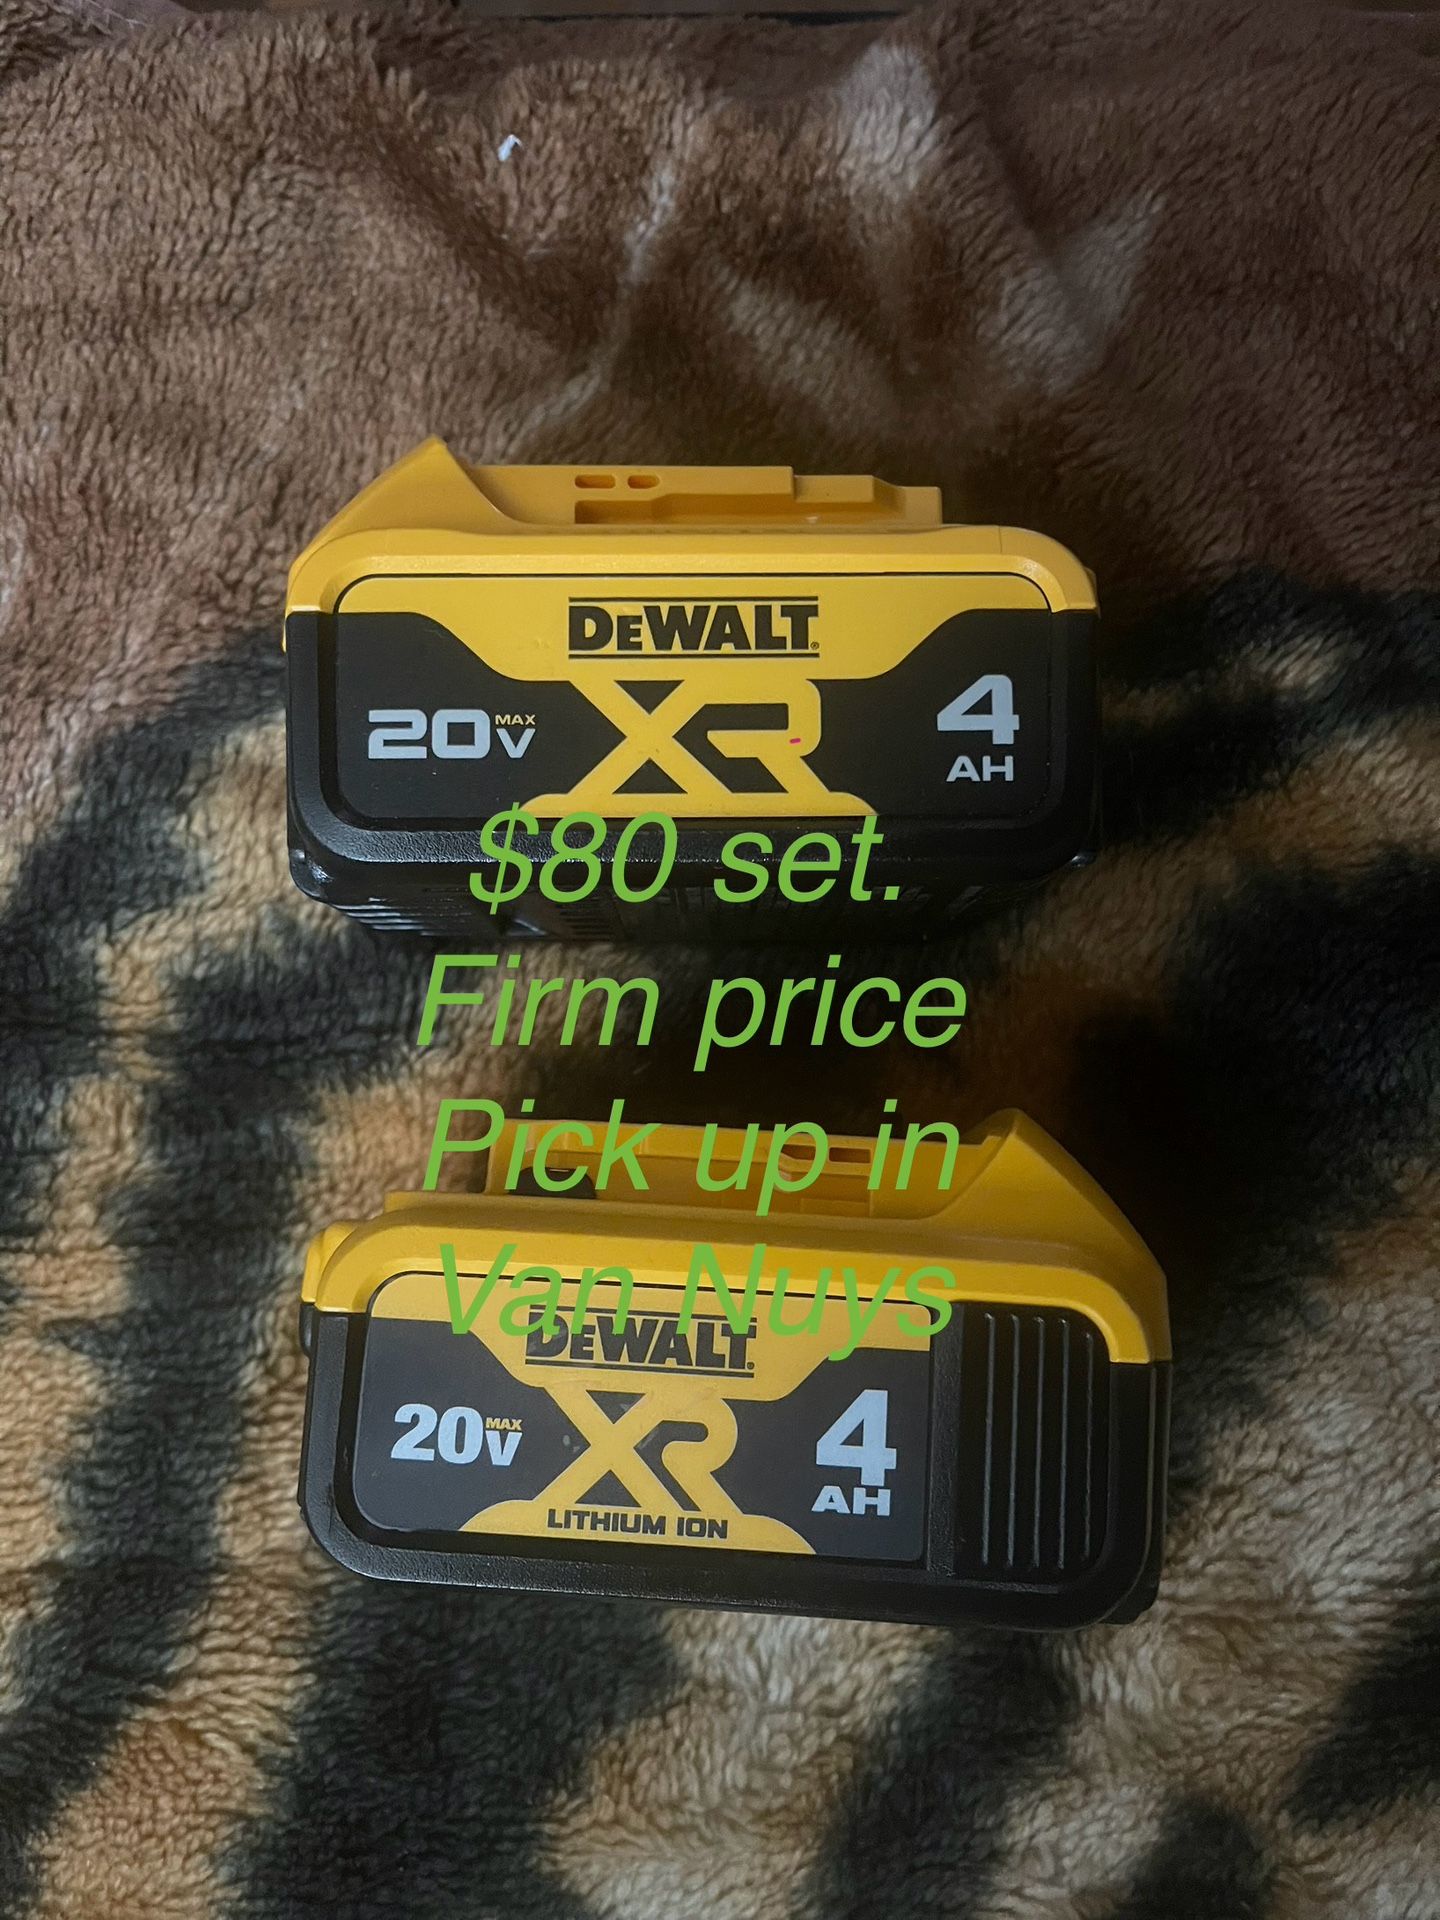 DEWALT
20V MAX XR 4 AH
$80 set.
Firm price
Pick up in
Van Nuys
DEWALT
20V MAX XR 4 AH
LITHIUM ION